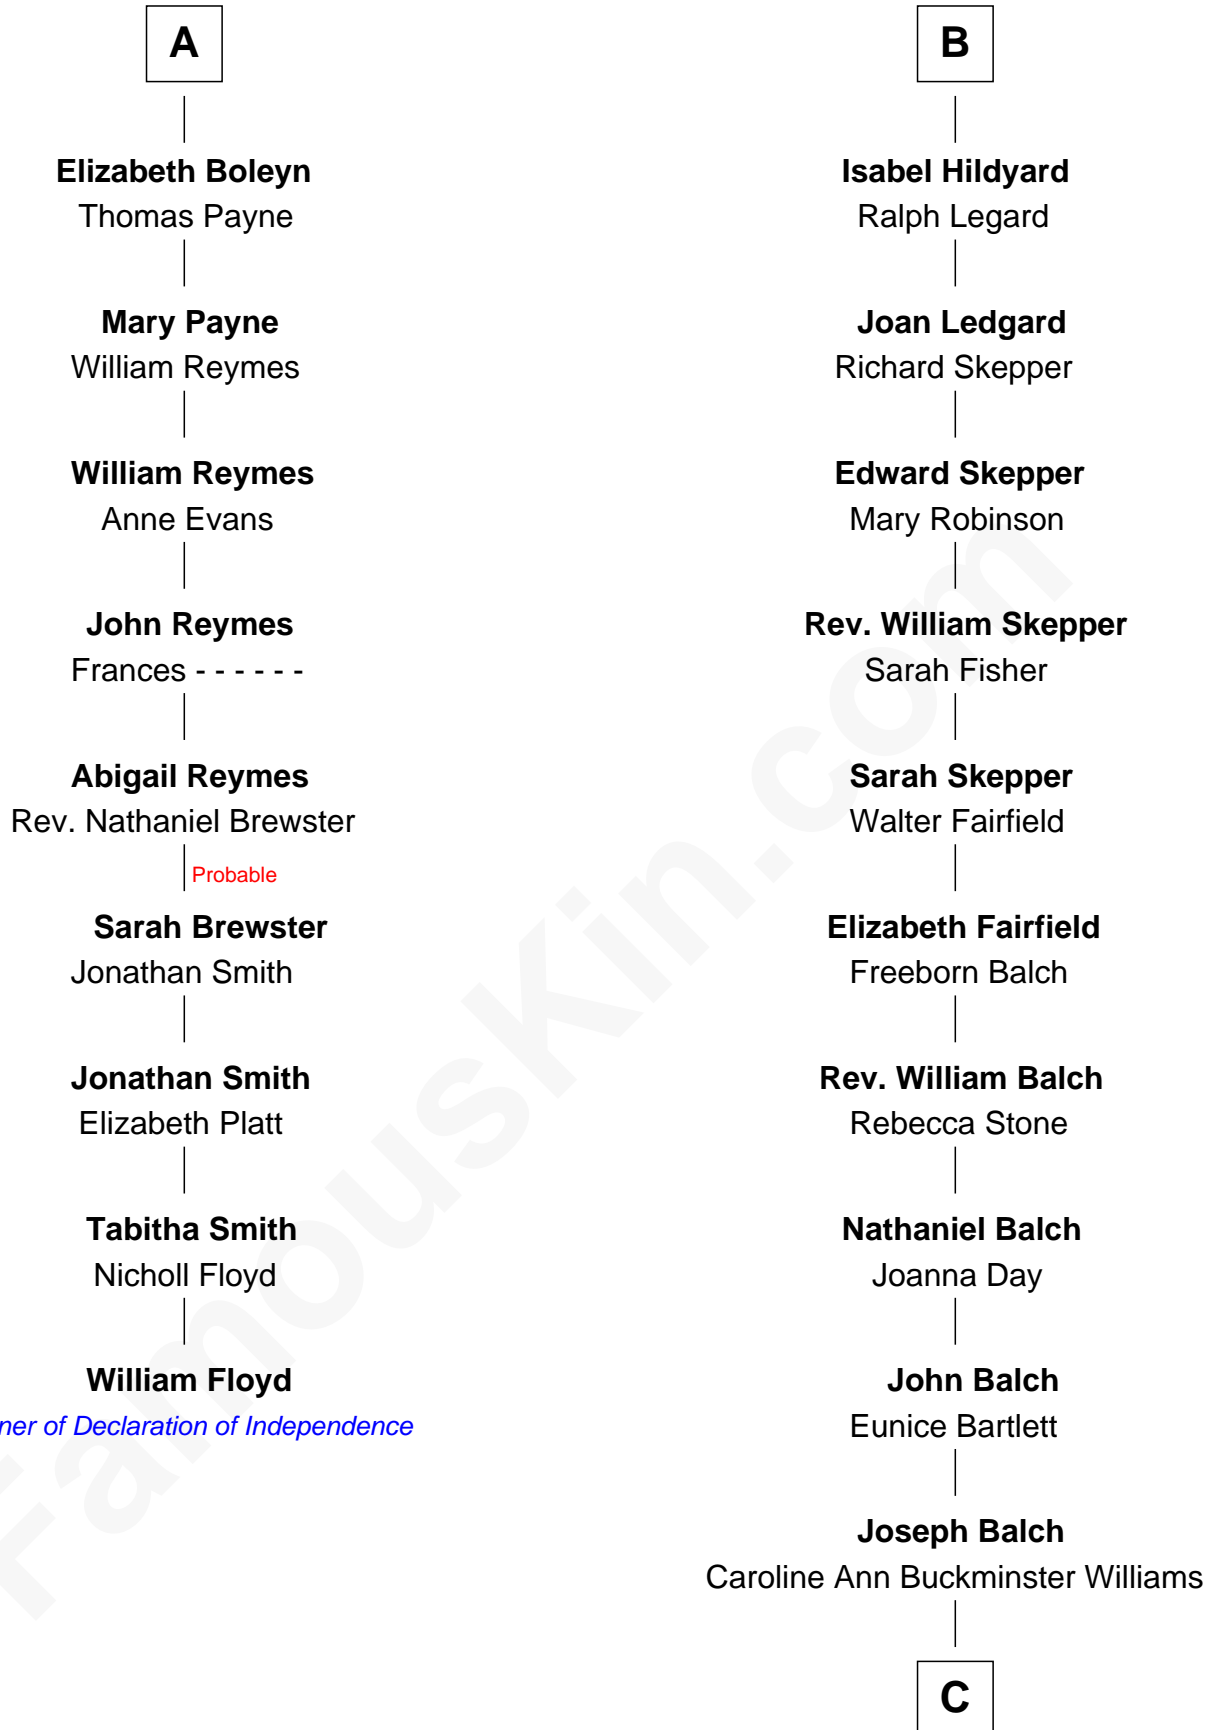 A
Elizabeth Boleyn
Thomas Payne
Mary Payne
William Reymes
William Reymes
Anne Evans
John Reymes
Frances - - - - - -
Abigail Reymes
Rev. Nathaniel Brewster
Probable
Sarah Brewster
Jonathan Smith
Jonathan Smith
Elizabeth Platt
Tabitha Smith
Nicholl Floyd
William Floyd
ner of Declaration of Independence
B
Isabel Hildyard
Ralph Legard
Joan Ledgard
Richard Skepper
Edward Skepper
Mary Robinson
Rev. William Skepper
Sarah Fisher
Sarah Skepper
Walter Fairfield
Elizabeth Fairfield
Freeborn Balch
Rev. William Balch
Rebecca Stone
Nathaniel Balch
Joanna Day
John Balch
Eunice Bartlett
Joseph Balch
Caroline Ann Buckminster Williams
C
FamousKin.com